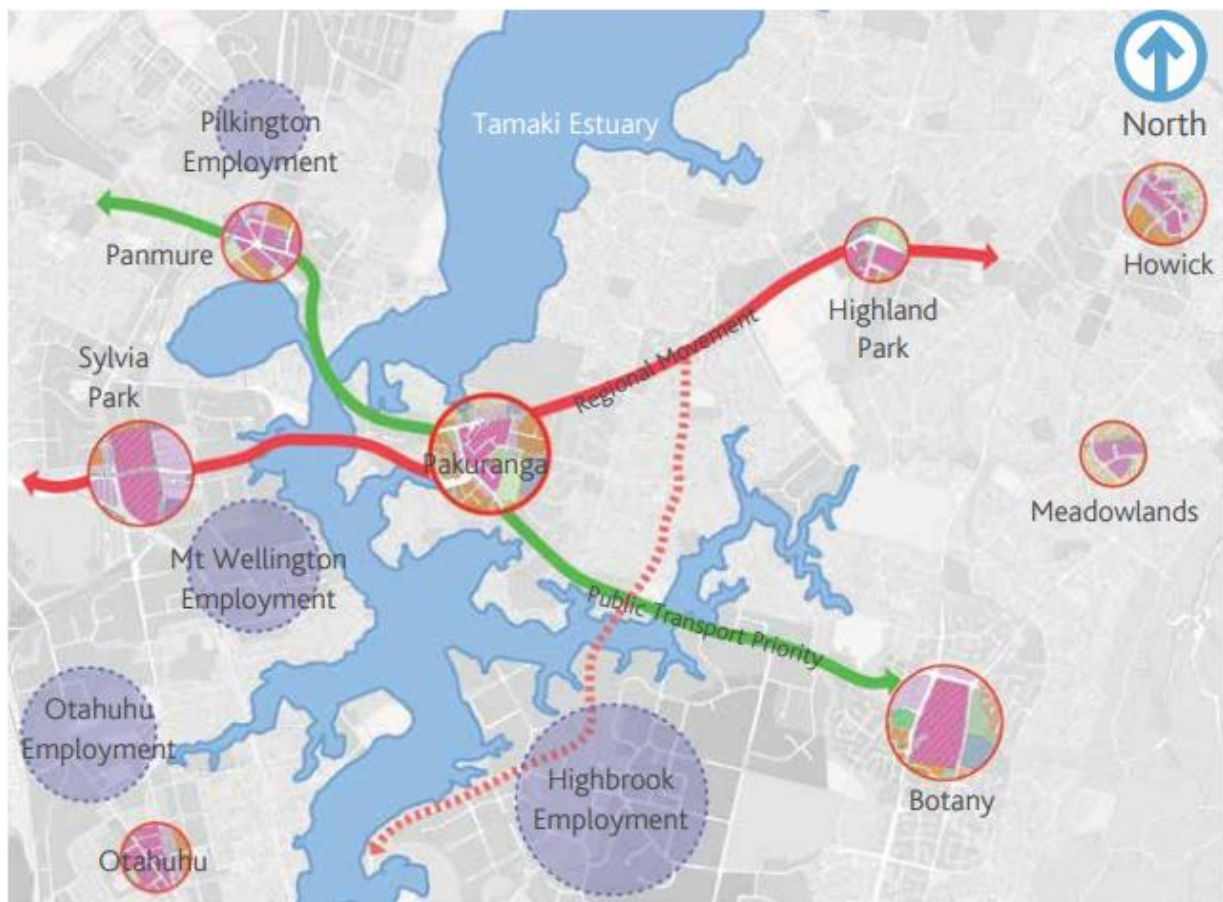 North
Pilkington
Employment
Tamaki Estuary
Panmure
Howick
Highland
Park
Sylvia
Park
Regional Movement
Pakuranga
Meadowlands
Mt Wellington
Employment
Public Transport Priority
Otahuhu
Employment
Highbrook
Employment
Botany
Otahuhu